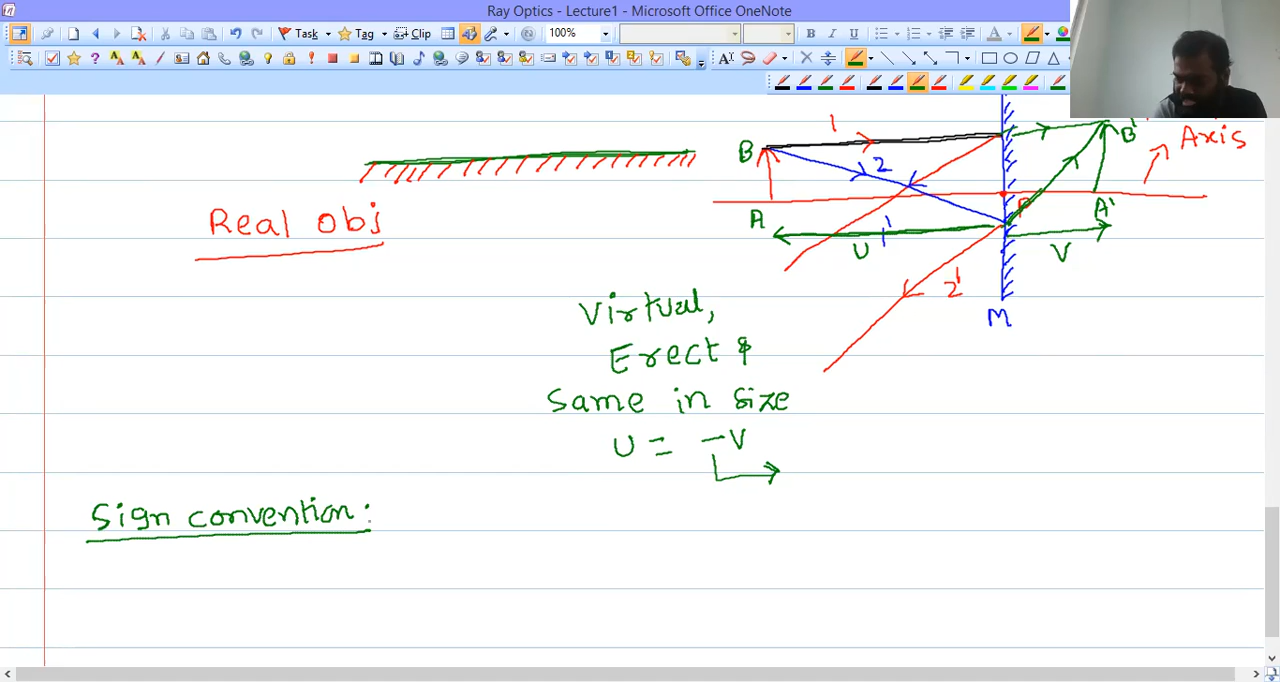 Ray Optics - Lecture1 - Microsoft OneNote
Task Tag Clip 100% B I U A
1 B' Axis
B 2
A P A'
U 1' V
Real obj
2'
M
Virtual,
Erect &
Same in size
U = -V
Sign convention: